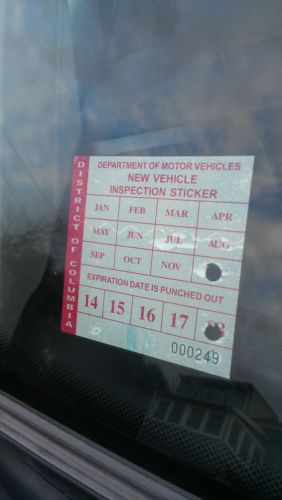 DISTRICT OF COLUMBIA
DEPARTMENT OF MOTOR VEHICLES
NEW VEHICLE
INSPECTION STICKER
JAN FEB MAR APR
MAY JUN JUL AUG
SEP OCT NOV
EXPIRATION DATE IS PUNCHED OUT
14 15 16 17
000249